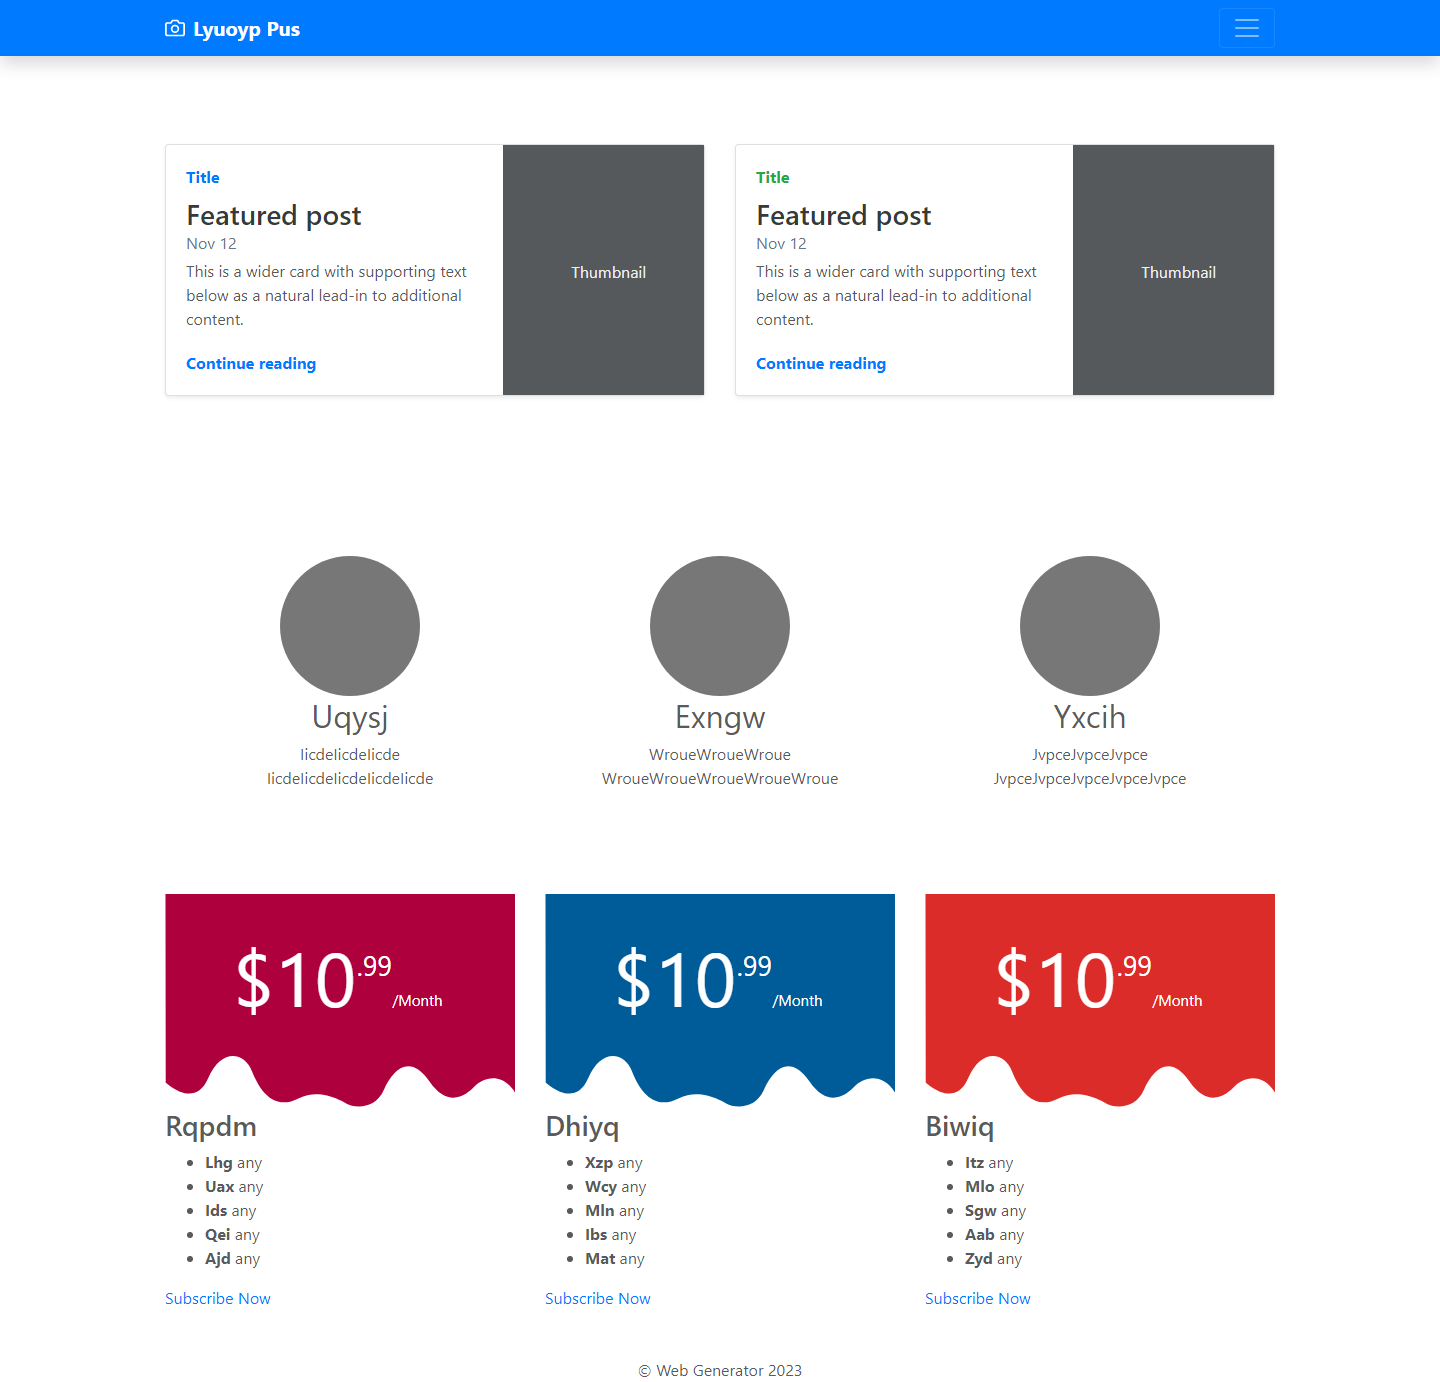 Lyuoyp Pus
Title
Featured post
Nov 12
This is a wider card with supporting text
below as a natural lead-in to additional
content.
Continue reading
Thumbnail
Title
Featured post
Nov 12
This is a wider card with supporting text
below as a natural lead-in to additional
content.
Continue reading
Thumbnail
Uqysj
IicdeIicdeIicde
IicdeIicdeIicdeIicdeIicde
Exngw
WroueWroueWroue
WroueWroueWroueWroueWroue
Yxcih
JvpceJvpceJvpce
JvpceJvpceJvpceJvpceJvpce
$10.99/Month
Rqpdm
Lhg any
Uax any
Ids any
Qei any
Ajd any
Subscribe Now
$10.99/Month
Dhiyq
Xzp any
Wcy any
Mln any
Ibs any
Mat any
Subscribe Now
$10.99/Month
Biwiq
Itz any
Mlo any
Sgw any
Aab any
Zyd any
Subscribe Now
© Web Generator 2023